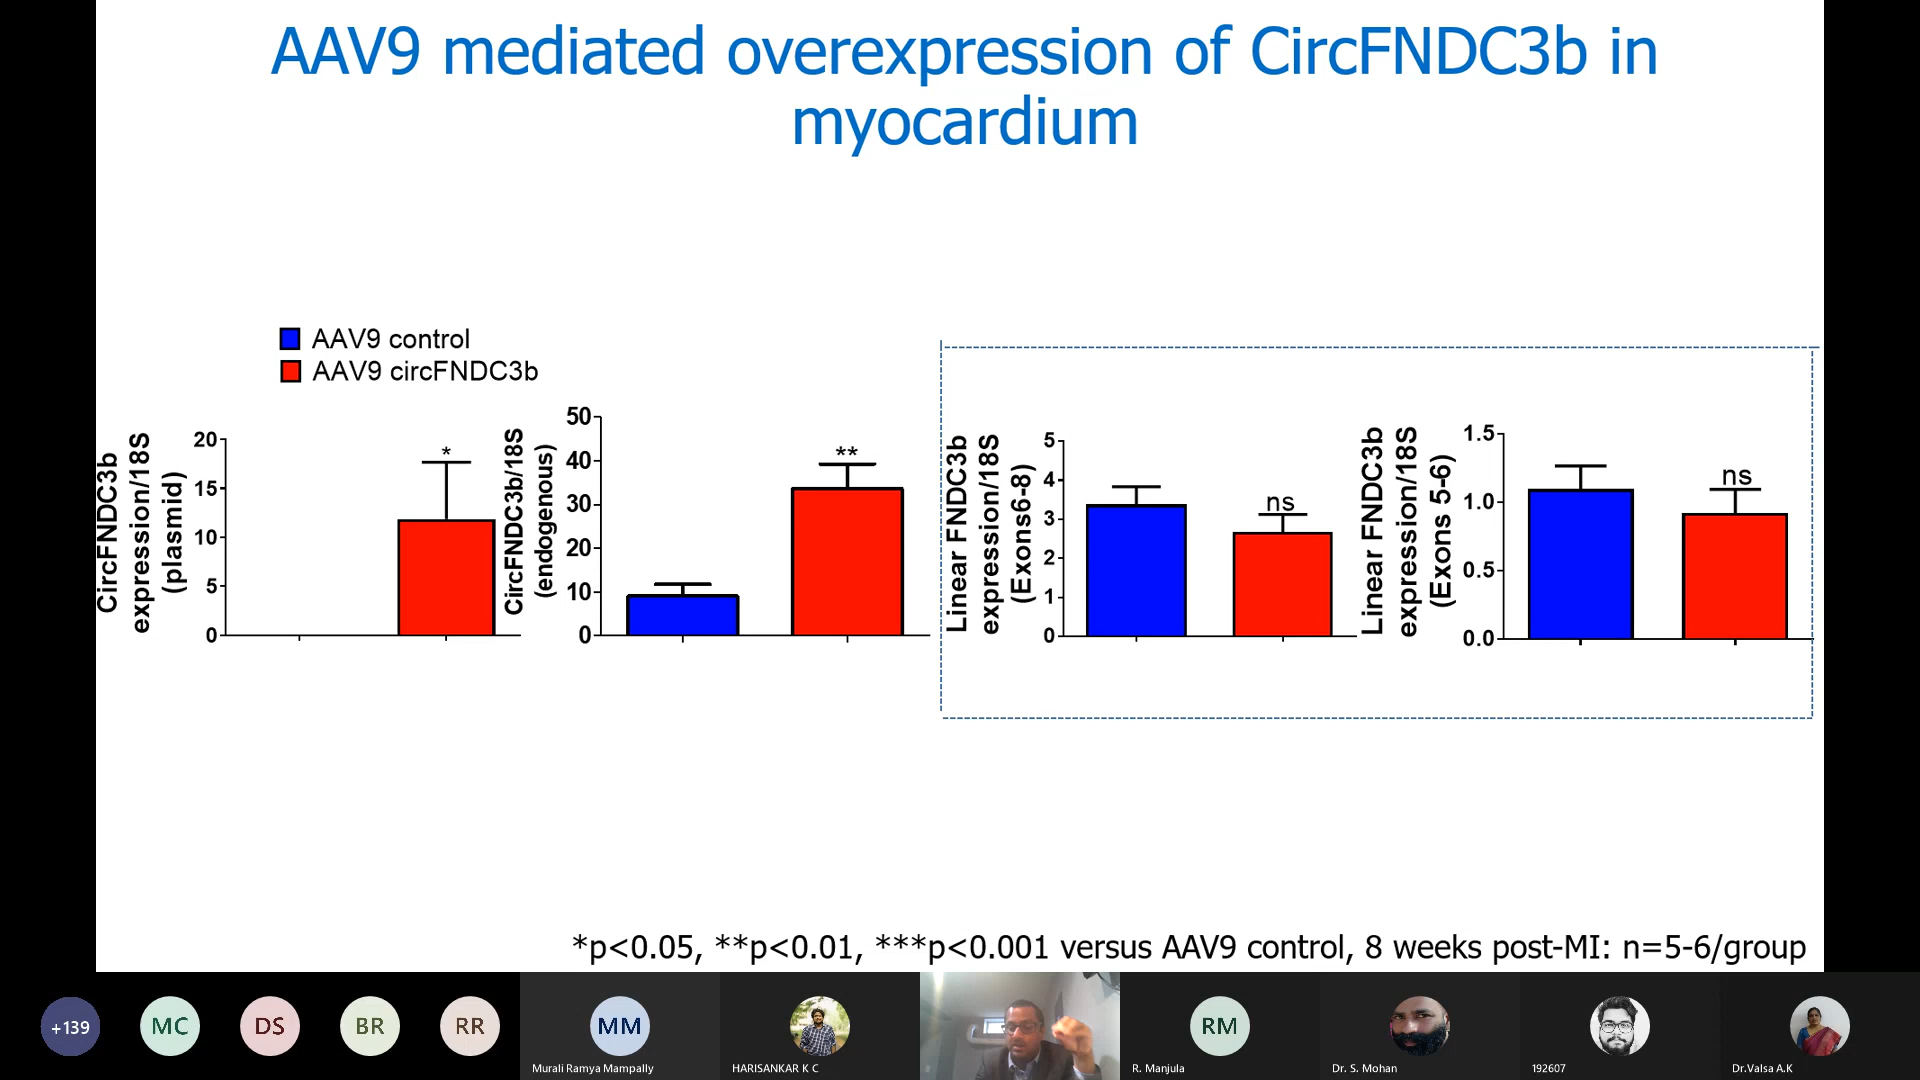 AAV9 mediated overexpression of CircFNDC3b in
myocardium
AAV9 control
AAV9 circFNDC3b
CircFNDC3b
expression/18S
(plasmid)
20
15
10
5
0
*
CircFNDC3b/18S
(endogenous)
50
40
30
20
10
0
**
Linear FNDC3b
expression/18S
(Exons6-8)
5
4
3
2
1
0
ns
Linear FNDC3b
expression/18S
(Exons 5-6)
1.5
1.0
0.5
0.0
ns
*p<0.05, **p<0.01, ***p<0.001 versus AAV9 control, 8 weeks post-MI: n=5-6/group
+139
MC
DS
BR
RR
MM
Murali Ramya Mampally
HARISANKAR K C
RM
R. Manjula
Dr. S. Mohan
192607
Dr.Valsa A.K